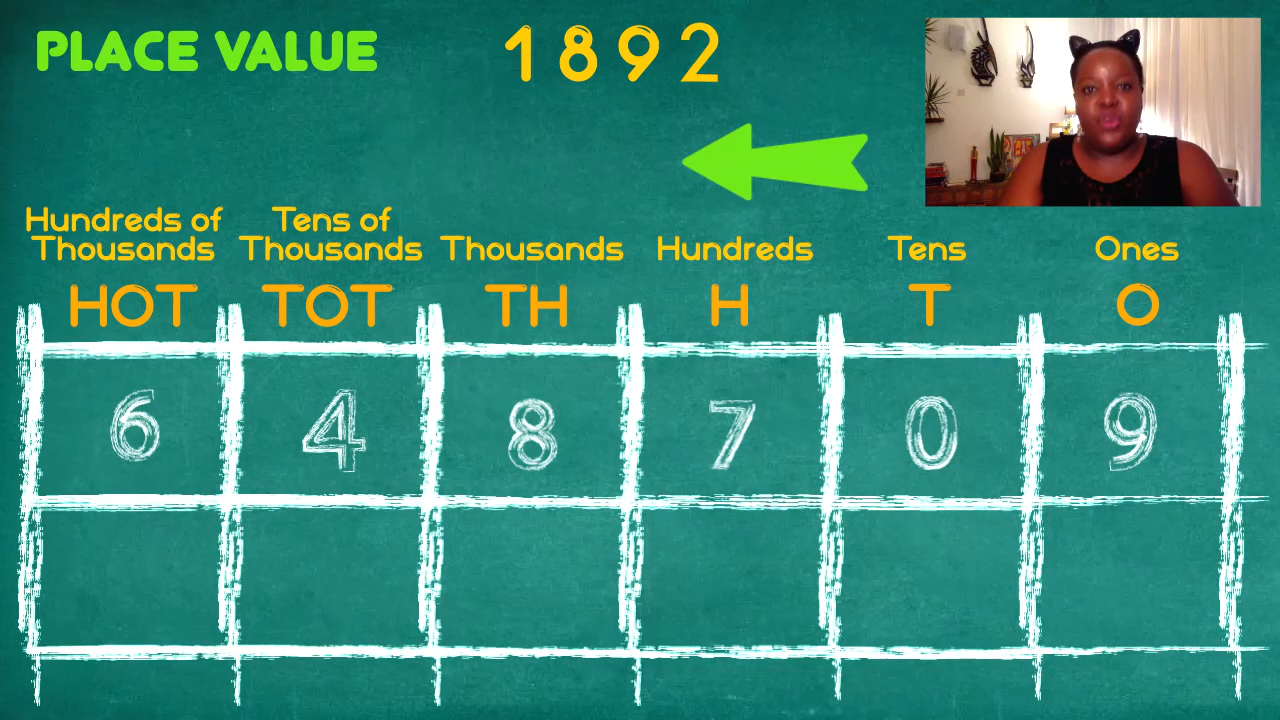 PLACE VALUE
1 8 9 2
Hundreds of Thousands
Tens of Thousands
Thousands
Hundreds
Tens
Ones
HOT TOT TH H T O
6 4 8 7 0 9